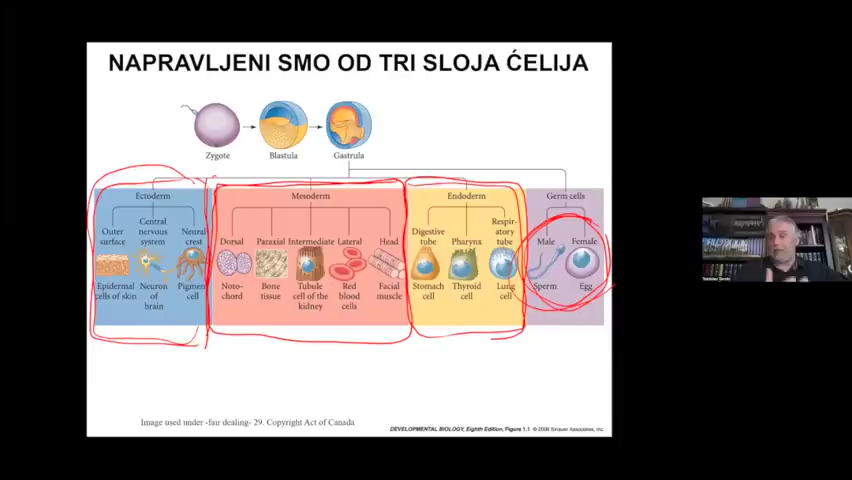 NAPRAVLJENI SMO OD TRI SLOJA ĆELIJA
Zygote
Blastula
Gastrula
Ectoderm
Mesoderm
Endoderm
Germ cells
Outer surface
Central nervous system
Neural crest
Dorsal
Paraxial
Intermediate
Lateral
Head
Digestive tube
Pharynx
Respir-
atory
tube
Male
Female
Epidermal cells of skin
Neuron of brain
Pigment cell
Noto-
chord
Bone tissue
Tubule cell of the kidney
Red blood cells
Facial muscle
Stomach cell
Thyroid cell
Lung cell
Sperm
Egg
Image used under -fair dealing- 29. Copyright Act of Canada
DEVELOPMENTAL BIOLOGY, Eighth Edition, Figure 1.1 © 2006 Sinauer Associates, Inc.